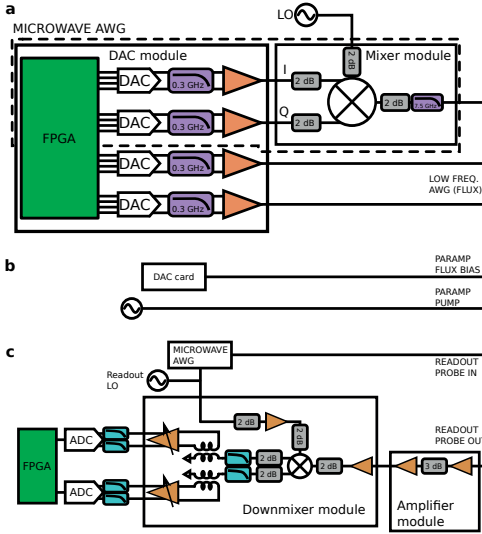 a
LO
MICROWAVE AWG
DAC module
Mixer module
FPGA
DAC
0.3 GHz
I
2 dB
2 dB
DAC
0.3 GHz
Q
2 dB
2 dB
7.5 GHz
DAC
0.3 GHz
DAC
0.3 GHz
LOW FREQ.
AWG (FLUX)
b
DAC card
PARAMP
FLUX BIAS
PARAMP
PUMP
c
MICROWAVE
AWG
READOUT
PROBE IN
Readout
LO
2 dB
2 dB
READOUT
PROBE OUT
FPGA
ADC
ADC
2 dB
2 dB
2 dB
3 dB
Downmixer module
Amplifier
module